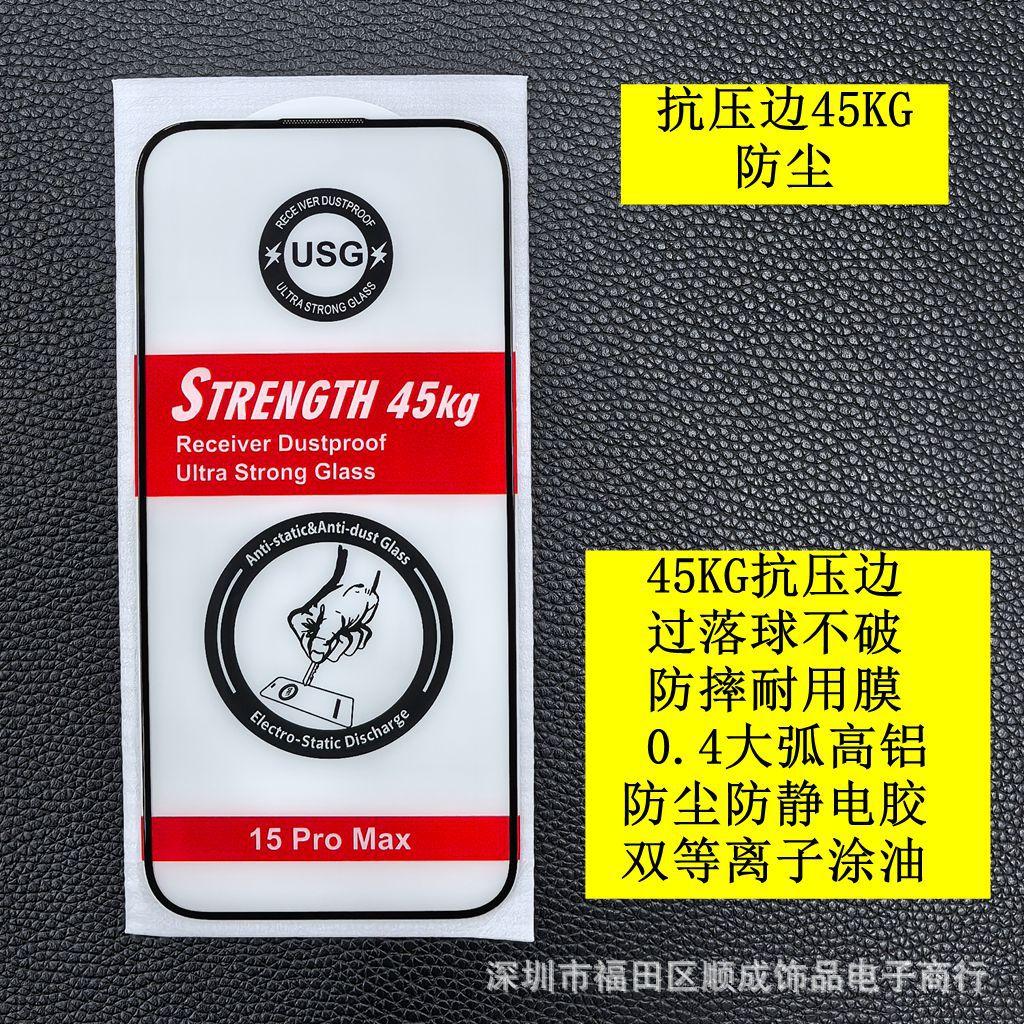 抗压边45KG
防尘
RECEIVER DUSTPROOF
USG
ULTRA STRONG GLASS
STRENGTH 45kg
Receiver Dustproof
Ultra Strong Glass
Anti-static&Anti-dust Glass
Electro-Static Discharge
15 Pro Max
45KG抗压边
过落球不破
防摔耐用膜
0.4大弧高铝
防尘防静电胶
双等离子涂油
深圳市福田区顺成饰品电子商行